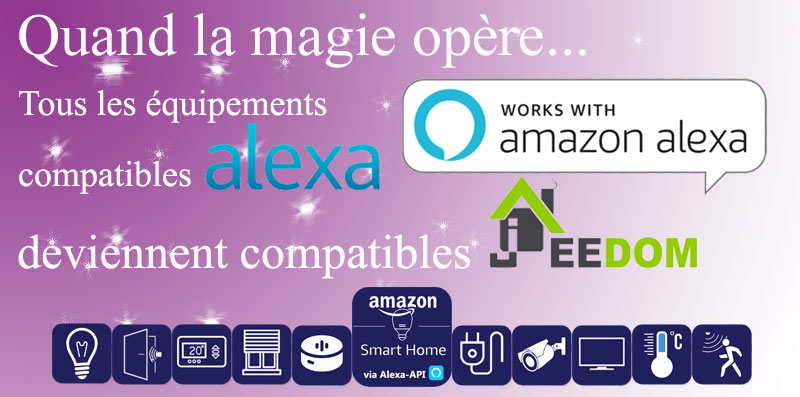 Quand la magie opère...
Tous les équipements
compatibles alexa
WORKS WITH
amazon alexa
deviennent compatibles JEEDOM
amazon
Smart Home
via Alexa-API
20°
°C